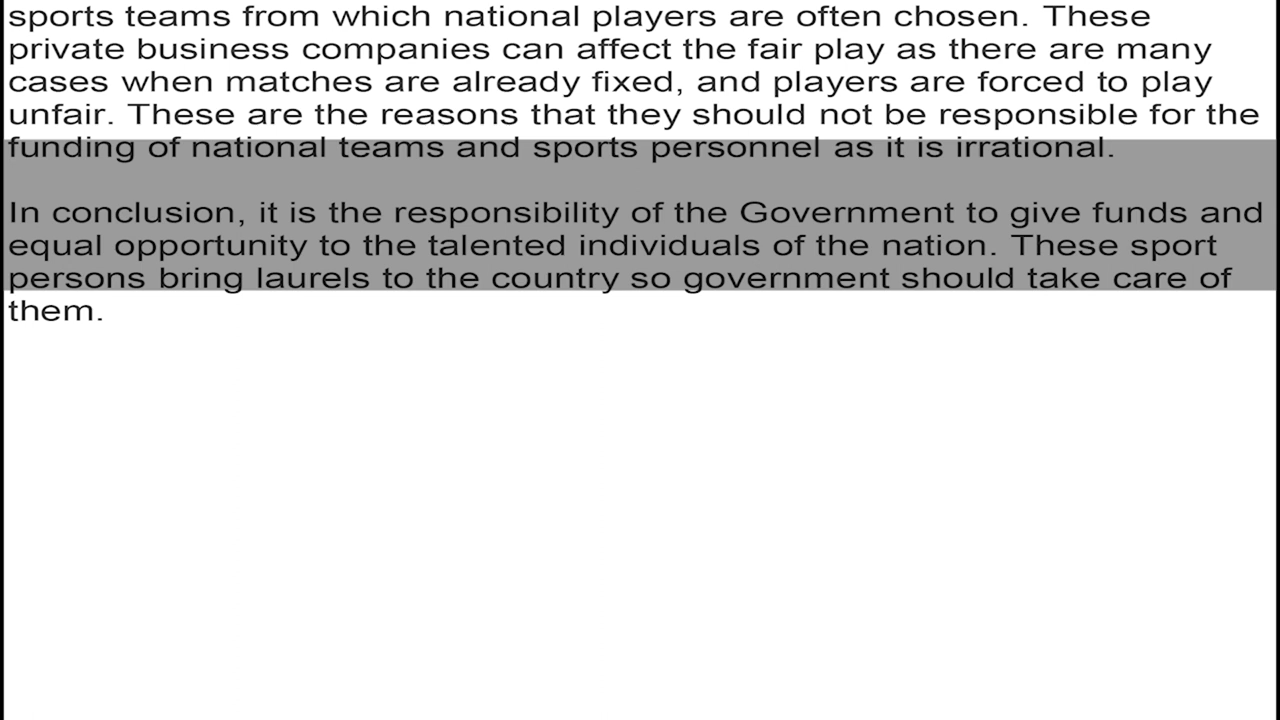 sports teams from which national players are often chosen. These
private business companies can affect the fair play as there are many
cases when matches are already fixed, and players are forced to play
unfair. These are the reasons that they should not be responsible for the
funding of national teams and sports personnel as it is irrational.
In conclusion, it is the responsibility of the Government to give funds and
equal opportunity to the talented individuals of the nation. These sport
persons bring laurels to the country so government should take care of
them.